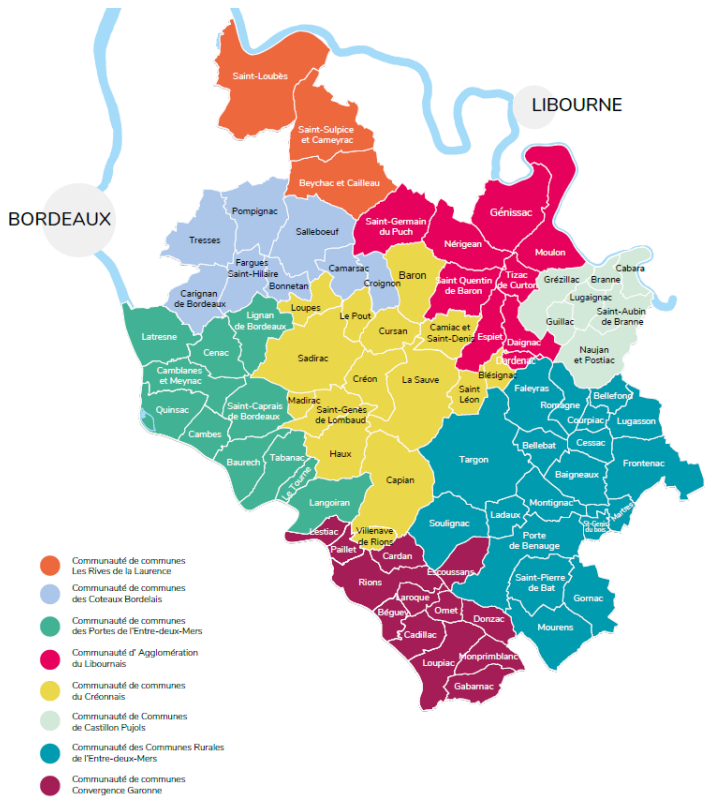 Saint-Loubès
LIBOURNE
Saint-Sulpice
et Cameyrac
Beychac et Cailleau
BORDEAUX
Pompignac
Tresses
Salleboeuf
Saint-Germain
du Puch
Génissac
Nérigean
Moulon
Fargues
Saint-Hilaire
Camarsac
Bonnetan
Croignon
Baron
Saint Quentin
de Baron
Tizac
de Curton
Grézillac
Branne
Cabara
Lugaignac
Saint-Aubin
de Branne
Guillac
Naujan
et Postiac
Carignan
de Bordeaux
Lignan
de Bordeaux
Loupes
Le Pout
Cursan
Camiac et
Saint-Denis
Espiet
Daignac
Dardenac
Blésignac
Latresne
Cenac
Sadirac
Camblanes
et Meynac
Créon
La Sauve
Saint
Léon
Faleyras
Romagne
Bellefond
Courpiac
Lugasson
Quinsac
Saint-Caprais
de Bordeaux
Madirac
Saint-Genès
de Lombaud
Cambes
Bellebat
Cessac
Baurech
Tabanac
Le Tourne
Haux
Targon
Baigneaux
Frontenac
Capian
Langoiran
Montignac
Ladaux
Martres
St-Genis
du bois
Soulignac
Porte
de Benauge
Lestiac
Villenave
de Rions
Paillet
Cardan
Escoussans
Rions
Saint-Pierre
de Bat
Gornac
Laroque
Béguey
Omet
Donzac
Mourens
Cadillac
Loupiac
Monprimblanc
Gabarnac
Communauté de communes
Les Rives de la Laurence
Communauté de communes
des Coteaux Bordelais
Communauté de communes
des Portes de l'Entre-deux-Mers
Communauté d' Agglomération
du Libournais
Communauté de communes
du Créonnais
Communauté de Communes
de Castillon Pujols
Communauté des Communes Rurales
de l'Entre-deux-Mers
Communauté de communes
Convergence Garonne